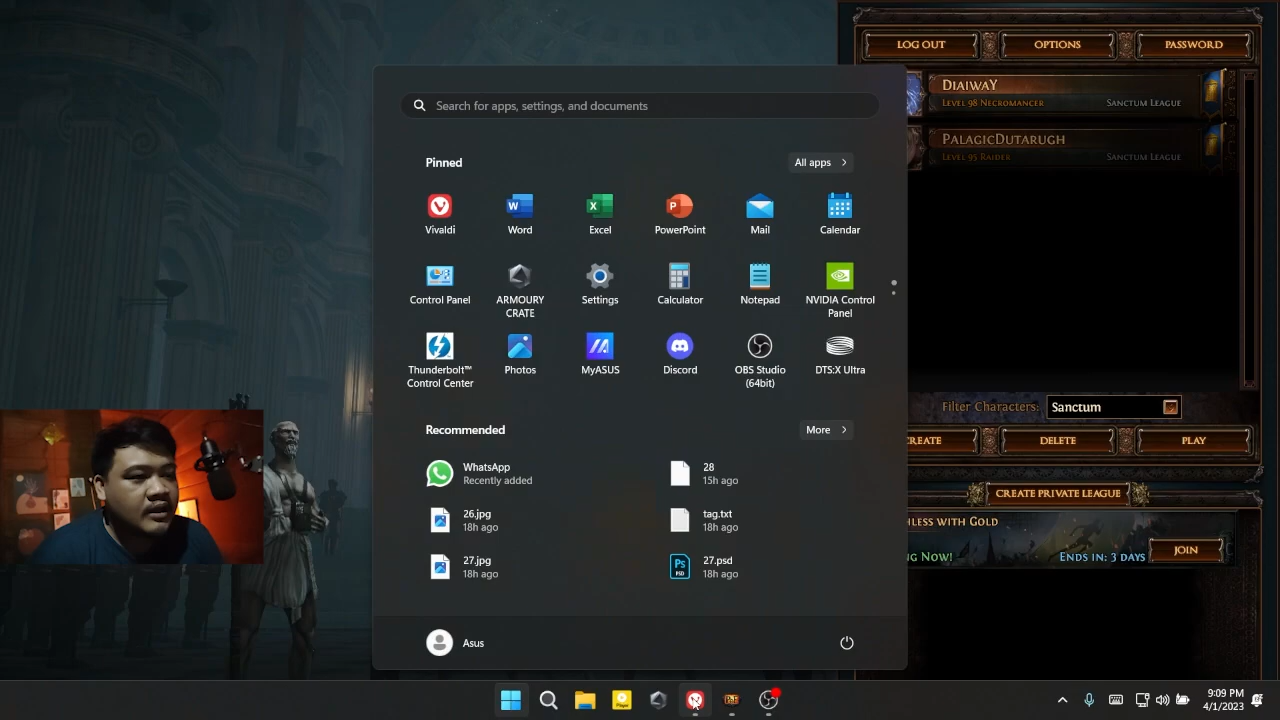 LOG OUT
OPTIONS
PASSWORD
DIAIWAY
LEVEL 98 NECROMANCER
SANCTUM LEAGUE
PALAGICDUTARUGH
LEVEL 95 RAIDER
SANCTUM LEAGUE
Search for apps, settings, and documents
Pinned
All apps
Vivaldi
Word
Excel
PowerPoint
Mail
Calendar
Control Panel
ARMOURY
CRATE
Settings
Calculator
Notepad
NVIDIA Control
Panel
Thunderbolt™
Control Center
Photos
MyASUS
Discord
OBS Studio
(64bit)
DTS:X Ultra
Recommended
More
WhatsApp
Recently added
28
15h ago
26.jpg
18h ago
tag.txt
18h ago
27.jpg
18h ago
27.psd
18h ago
Asus
Filter Characters:
Sanctum
DELETE
PLAY
CREATE PRIVATE LEAGUE
WITH GOLD
NOW!
ENDS IN: 3 DAYS
JOIN
9:09 PM
4/1/2023